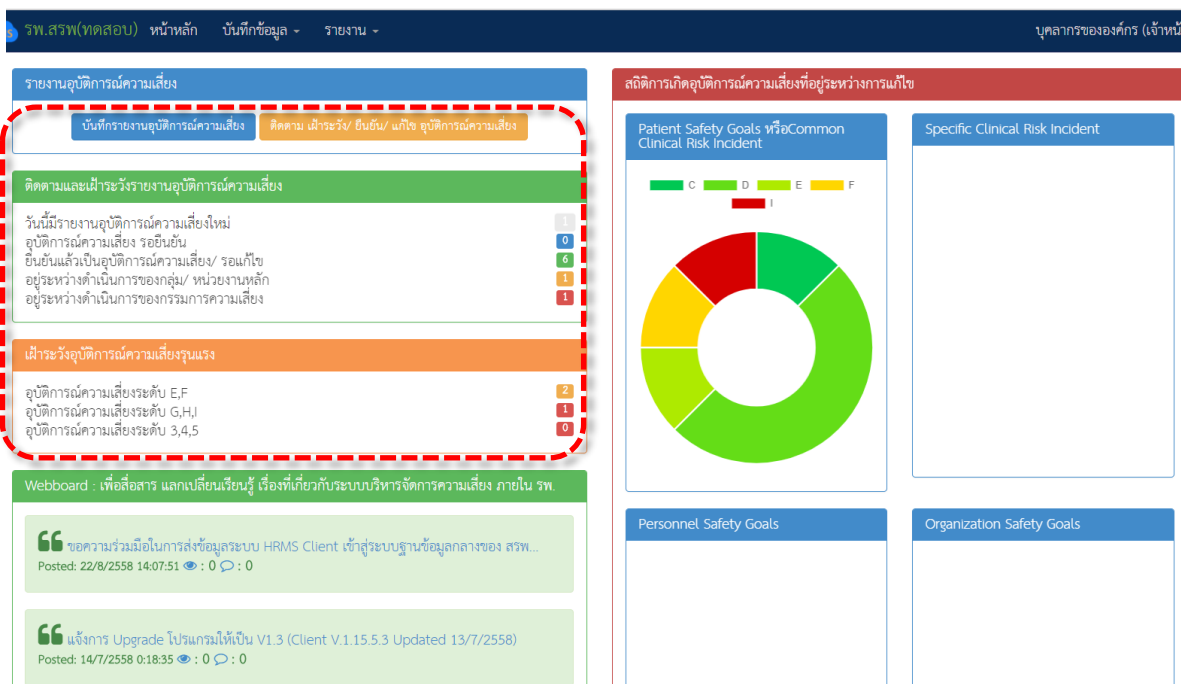 รพ.สรพ(ทดสอบ) หน้าหลัก บันทึกข้อมูล รายงาน
บุคลากรขององค์กร (เจ้าหน้
รายงานอุบัติการณ์ความเสี่ยง
บันทึกรายงานอุบัติการณ์ความเสี่ยง
ติดตาม เฝ้าระวัง/ ยืนยัน/ แก้ไข อุบัติการณ์ความเสี่ยง
ติดตามและเฝ้าระวังรายงานอุบัติการณ์ความเสี่ยง
วันนี้มีรายงานอุบัติการณ์ความเสี่ยงใหม่ 1
อุบัติการณ์ความเสี่ยง รอยืนยัน 0
ยืนยันแล้วเป็นอุบัติการณ์ความเสี่ยง/ รอแก้ไข 6
อยู่ระหว่างดำเนินการของกลุ่ม/ หน่วยงานหลัก 1
อยู่ระหว่างดำเนินการของกรรมการความเสี่ยง 1
เฝ้าระวังอุบัติการณ์ความเสี่ยงรุนแรง
อุบัติการณ์ความเสี่ยงระดับ E,F 2
อุบัติการณ์ความเสี่ยงระดับ G,H,I 1
อุบัติการณ์ความเสี่ยงระดับ 3,4,5 0
Webboard : เพื่อสื่อสาร แลกเปลี่ยนเรียนรู้ เรื่องที่เกี่ยวกับระบบบริหารจัดการความเสี่ยง ภายใน รพ.
ขอความร่วมมือในการส่งข้อมูลระบบ HRMS Client เข้าสู่ระบบฐานข้อมูลกลางของ สรพ...
Posted: 22/8/2558 14:07:51 : 0 : 0
แจ้งการ Upgrade โปรแกรมให้เป็น V1.3 (Client V.1.15.5.3 Updated 13/7/2558)
Posted: 14/7/2558 0:18:35 : 0 : 0
สถิติการเกิดอุบัติการณ์ความเสี่ยงที่อยู่ระหว่างการแก้ไข
Patient Safety Goals หรือCommon
Clinical Risk Incident
C D E F
I
Specific Clinical Risk Incident
Personnel Safety Goals
Organization Safety Goals